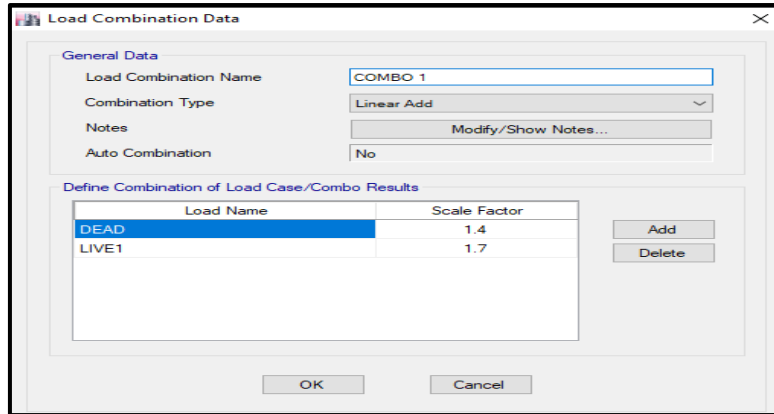 Load Combination Data
General Data
Load Combination Name COMBO 1
Combination Type Linear Add
Notes Modify/Show Notes...
Auto Combination No
Define Combination of Load Case/Combo Results
Load Name Scale Factor
DEAD 1.4 Add
LIVE1 1.7 Delete
OK Cancel